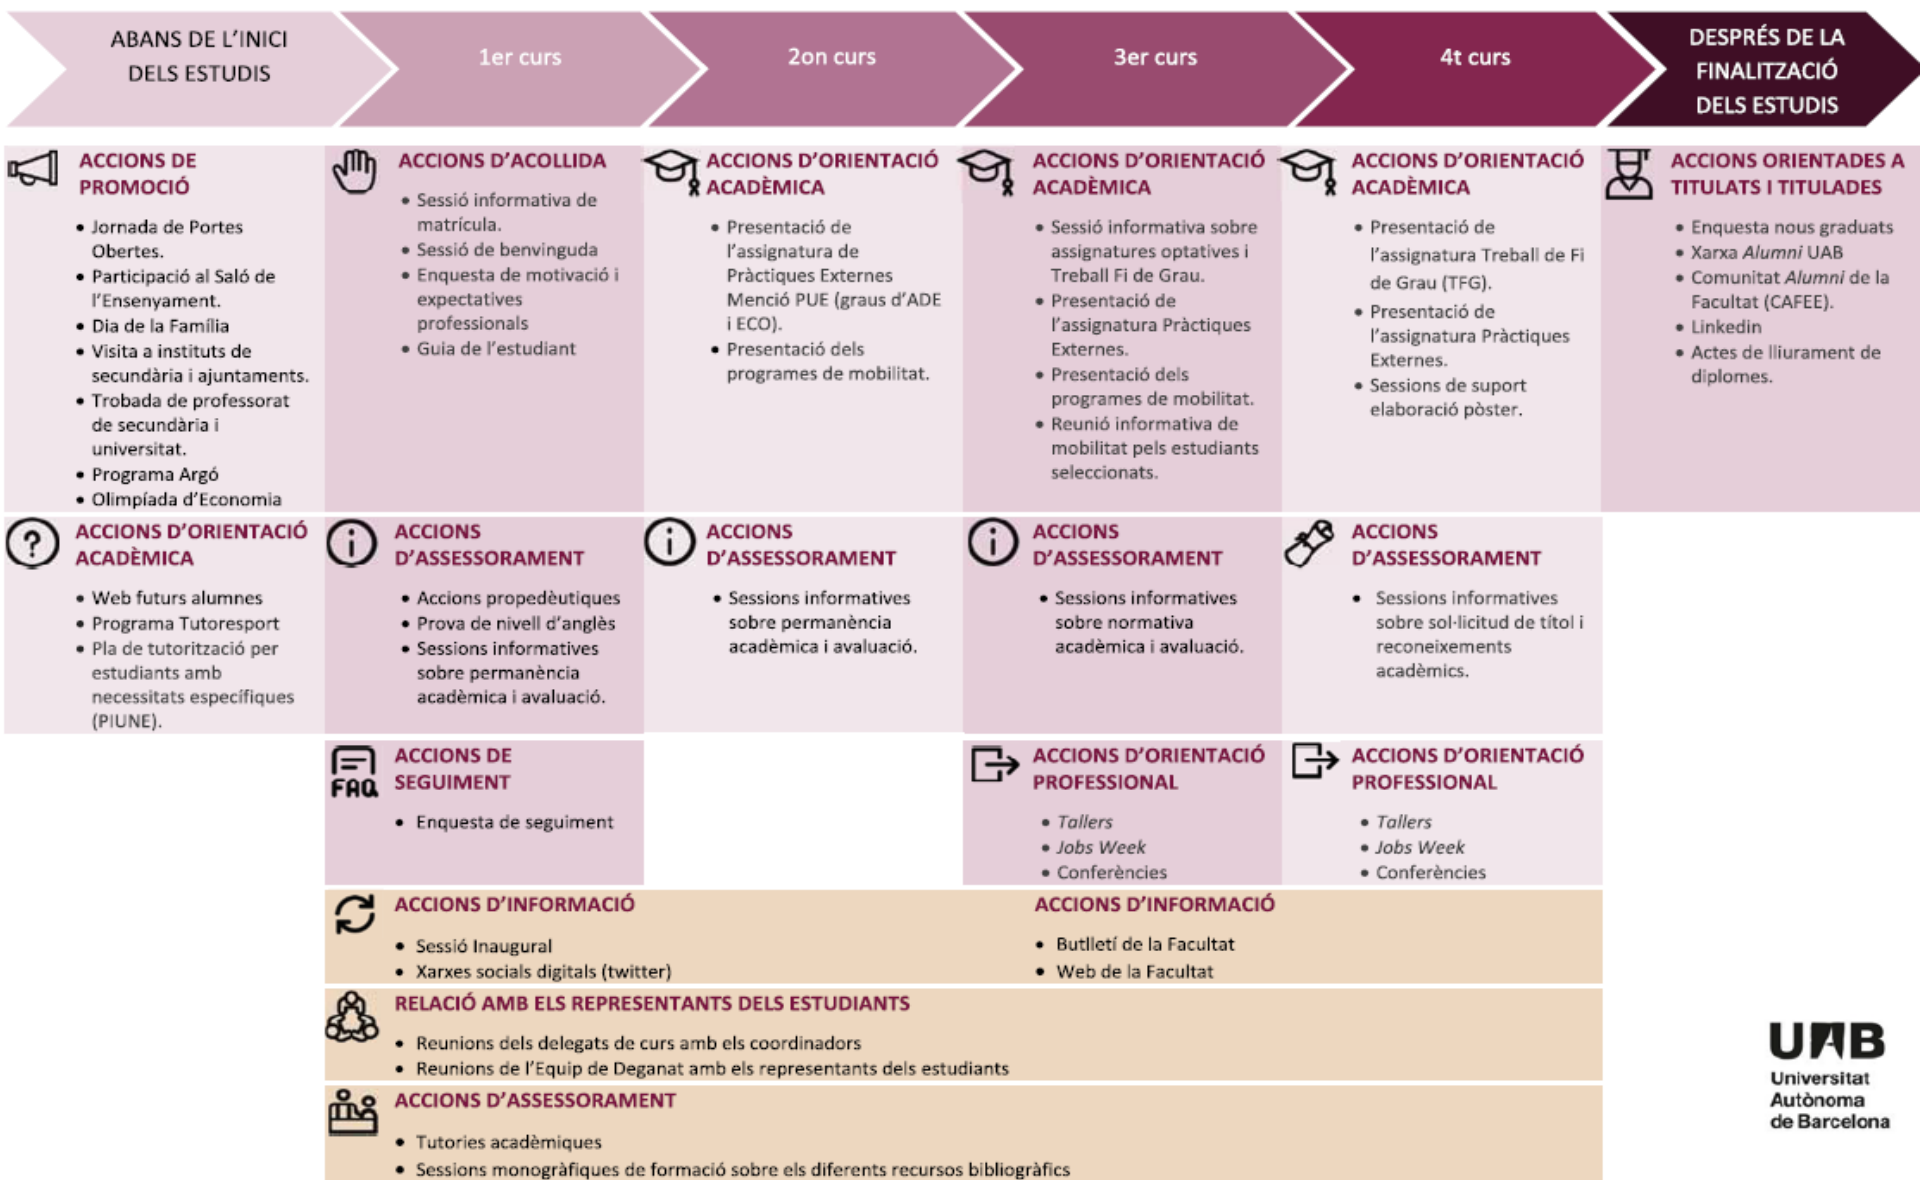 ABANS DE L'INICI
DELS ESTUDIS
1er curs
2on curs
3er curs
4t curs
DESPRÉS DE LA
FINALITZACIÓ
DELS ESTUDIS
ACCIONS DE
PROMOCIÓ
• Jornada de Portes
Obertes.
• Participació al Saló de
l'Ensenyament.
• Dia de la Família
• Visita a instituts de
secundària i ajuntaments.
• Trobada de professorat
de secundària i
universitat.
• Programa Argó
• Olimpíada d'Economia
ACCIONS D'ACOLLIDA
• Sessió informativa de
matrícula.
• Sessió de benvinguda
• Enquesta de motivació i
expectatives
professionals
• Guia de l'estudiant
ACCIONS D'ORIENTACIÓ
ACADÈMICA
• Presentació de
l'assignatura de
Pràctiques Externes
Menció PUE (graus d'ADE
i ECO).
• Presentació dels
programes de mobilitat.
ACCIONS D'ORIENTACIÓ
ACADÈMICA
• Sessió informativa sobre
assignatures optatives i
Treball Fi de Grau.
• Presentació de
l'assignatura Pràctiques
Externes.
• Presentació dels
programes de mobilitat.
• Reunió informativa de
mobilitat pels estudiants
seleccionats.
ACCIONS D'ORIENTACIÓ
ACADÈMICA
• Presentació de
l'assignatura Treball de Fi
de Grau (TFG).
• Presentació de
l'assignatura Pràctiques
Externes.
• Sessions de suport
elaboració pòster.
ACCIONS ORIENTADES A
TITULATS I TITULADES
• Enquesta nous graduats
• Xarxa Alumni UAB
• Comunitat Alumni de la
Facultat (CAFEE).
• Linkedin
• Actes de lliurament de
diplomes.
ACCIONS D'ORIENTACIÓ
ACADÈMICA
• Web futurs alumnes
• Programa Tutoresport
• Pla de tutorització per
estudiants amb
necessitats específiques
(PIUNE).
ACCIONS
D'ASSESSORAMENT
• Accions propedèutiques
• Prova de nivell d'anglès
• Sessions informatives
sobre permanència
acadèmica i avaluació.
ACCIONS
D'ASSESSORAMENT
• Sessions informatives
sobre permanència
acadèmica i avaluació.
ACCIONS
D'ASSESSORAMENT
• Sessions informatives
sobre normativa
acadèmica i avaluació.
ACCIONS
D'ASSESSORAMENT
• Sessions informatives
sobre sol·licitud de títol i
reconeixements
acadèmics.
FAQ
ACCIONS DE
SEGUIMENT
• Enquesta de seguiment
ACCIONS D'ORIENTACIÓ
PROFESSIONAL
• Tallers
• Jobs Week
• Conferències
ACCIONS D'ORIENTACIÓ
PROFESSIONAL
• Tallers
• Jobs Week
• Conferències
ACCIONS D'INFORMACIÓ
• Sessió Inaugural
• Xarxes socials digitals (twitter)
ACCIONS D'INFORMACIÓ
• Butlletí de la Facultat
• Web de la Facultat
RELACIÓ AMB ELS REPRESENTANTS DELS ESTUDIANTS
• Reunions dels delegats de curs amb els coordinadors
• Reunions de l'Equip de Deganat amb els representants dels estudiants
ACCIONS D'ASSESSORAMENT
• Tutories acadèmiques
• Sessions monogràfiques de formació sobre els diferents recursos bibliogràfics
UAB
Universitat
Autònoma
de Barcelona